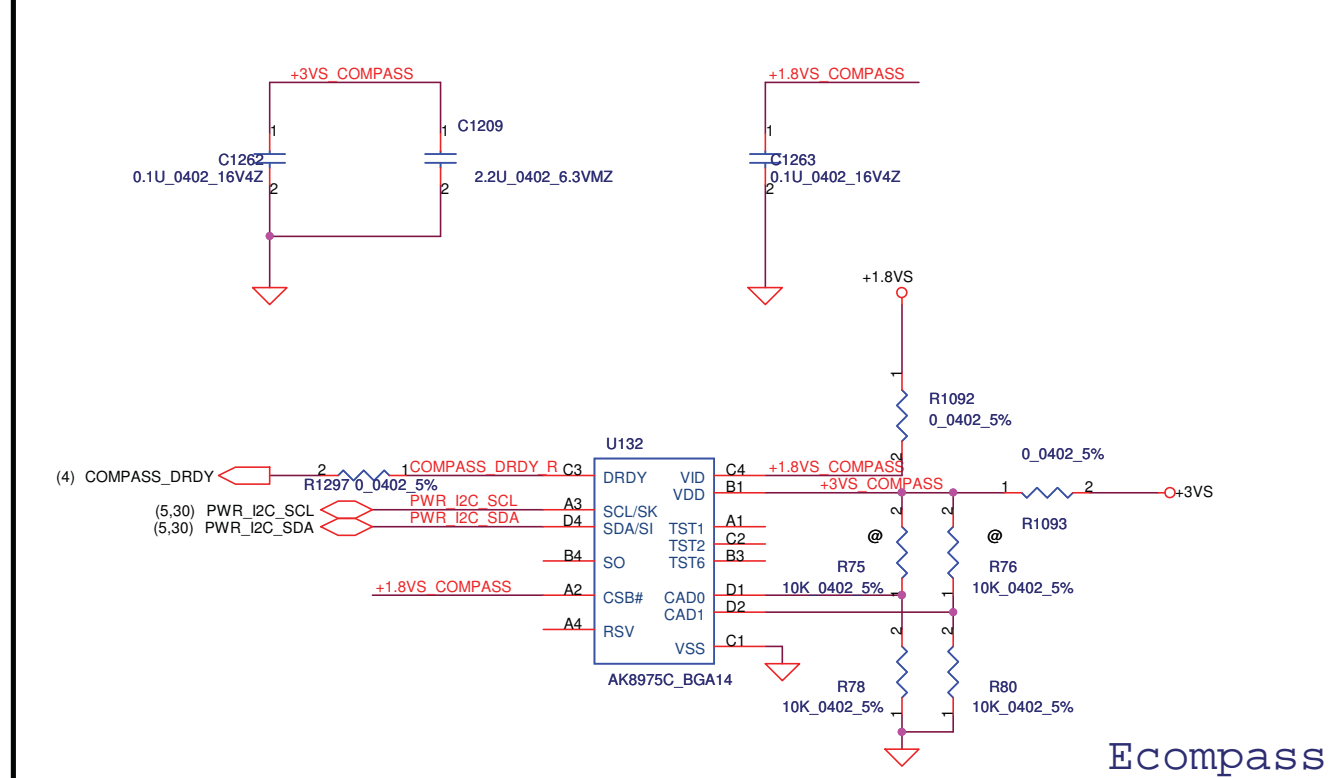 +3VS_COMPASS
+1.8VS_COMPASS
1
1
C1209
1
C1262
0.1U_0402_16V4Z
2.2U_0402_6.3VMZ
C1263
0.1U_0402_16V4Z
2
2
2
+1.8VS
1
R1092
0_0402_5%
2
U132
0_0402_5%
(4) COMPASS_DRDY
2
1
COMPASS_DRDY_R
C3
DRDY
VID
C4
+1.8VS_COMPASS
R1297 0_0402_5%
VDD
B1
+3VS_COMPASS
1
2
+3VS
R1093
(5,30) PWR_I2C_SCL
PWR_I2C_SCL
A3
SCL/SK
(5,30) PWR_I2C_SDA
PWR_I2C_SDA
D4
SDA/SI
TST1
A1
TST2
C2
TST6
B3
B4
SO
2
2
@
@
R75
10K_0402_5%
R76
10K_0402_5%
1
1
+1.8VS_COMPASS
A2
CSB#
CAD0
D1
CAD1
D2
A4
RSV
VSS
C1
2
2
AK8975C_BGA14
R78
10K_0402_5%
R80
10K_0402_5%
1
1
Ecompass